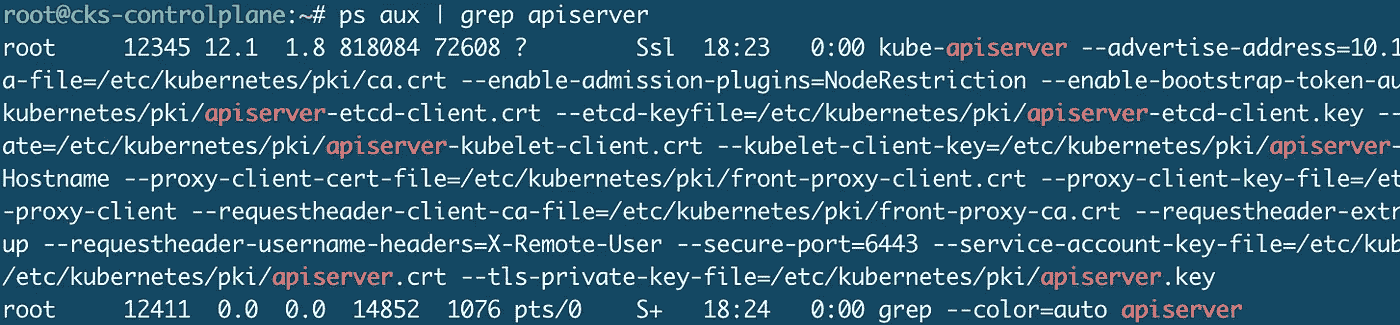 root@cks-controlplane:~# ps aux | grep apiserver
root     12345 12.1  1.8 818084 72608 ?        Ssl  18:23   0:00 kube-apiserver --advertise-address=10.1
a-file=/etc/kubernetes/pki/ca.crt --enable-admission-plugins=NodeRestriction --enable-bootstrap-token-au
kubernetes/pki/apiserver-etcd-client.crt --etcd-keyfile=/etc/kubernetes/pki/apiserver-etcd-client.key --
ate=/etc/kubernetes/pki/apiserver-kubelet-client.crt --kubelet-client-key=/etc/kubernetes/pki/apiserver-
Hostname --proxy-client-cert-file=/etc/kubernetes/pki/front-proxy-client.crt --proxy-client-key-file=/et
-proxy-client --requestheader-client-ca-file=/etc/kubernetes/pki/front-proxy-ca.crt --requestheader-extr
up --requestheader-username-headers=X-Remote-User --secure-port=6443 --service-account-key-file=/etc/kub
/etc/kubernetes/pki/apiserver.crt --tls-private-key-file=/etc/kubernetes/pki/apiserver.key
root     12411  0.0  0.0  14852  1076 pts/0    S+   18:24   0:00 grep --color=auto apiserver